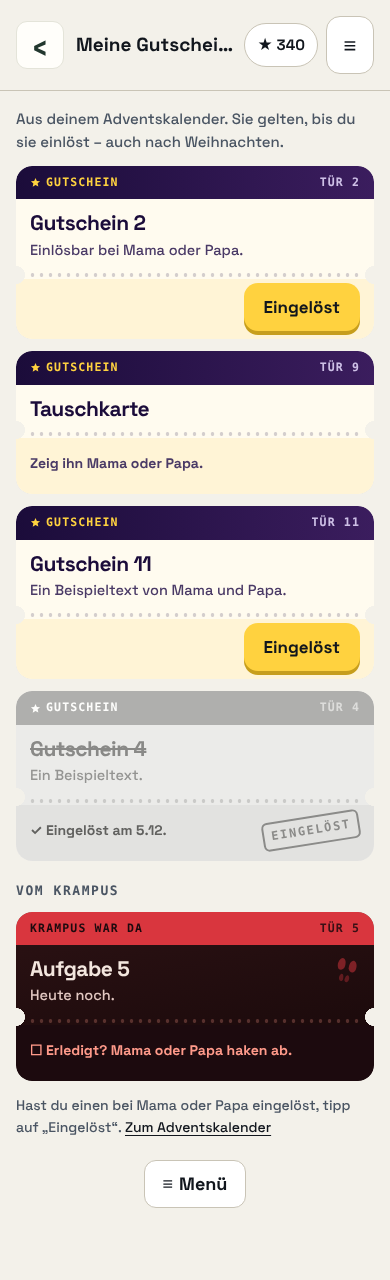 <
Meine Gutschei...
★ 340
≡
Aus deinem Adventskalender. Sie gelten, bis du
sie einlöst – auch nach Weihnachten.
★ GUTSCHEIN
TÜR 2
Gutschein 2
Einlösbar bei Mama oder Papa.
Eingelöst
★ GUTSCHEIN
TÜR 9
Tauschkarte
Zeig ihn Mama oder Papa.
★ GUTSCHEIN
TÜR 11
Gutschein 11
Ein Beispieltext von Mama und Papa.
Eingelöst
★ GUTSCHEIN
TÜR 4
Gutschein 4
Ein Beispieltext.
✓ Eingelöst am 5.12.
EINGELÖST
VOM KRAMPUS
KRAMPUS WAR DA
TÜR 5
Aufgabe 5
Heute noch.
☐ Erledigt? Mama oder Papa haken ab.
Hast du einen bei Mama oder Papa eingelöst, tipp
auf „Eingelöst“. Zum Adventskalender
≡ Menü